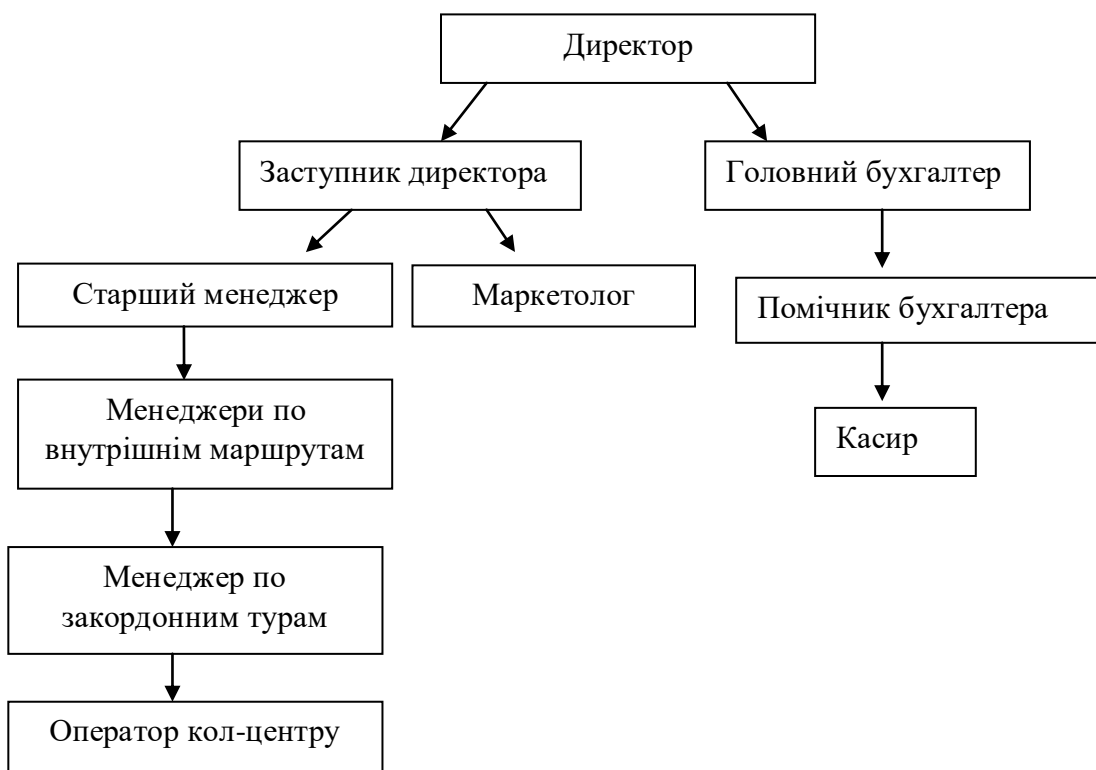 Директор
Заступник директора
Головний бухгалтер
Старший менеджер
Маркетолог
Помічник бухгалтера
Менеджери по
внутрішнім маршрутам
Касир
Менеджер по
закордонним турам
Оператор кол-центру